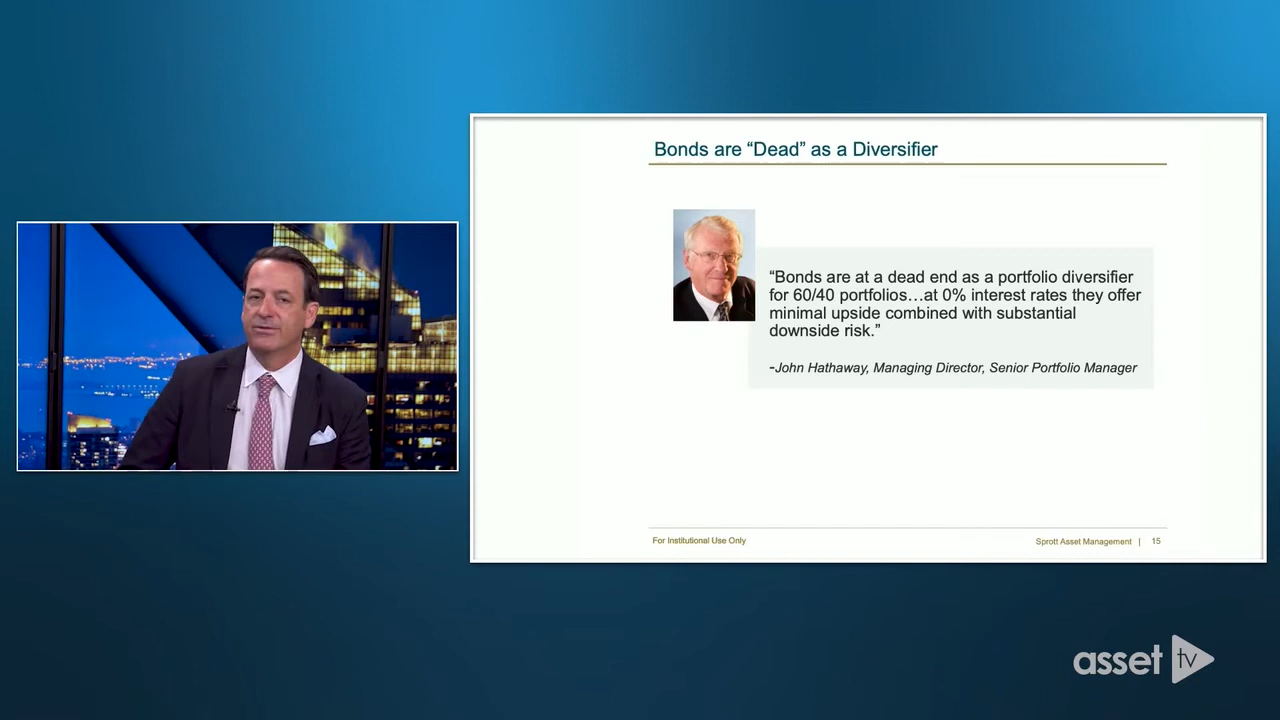 Bonds are “Dead” as a Diversifier
“Bonds are at a dead end as a portfolio diversifier
for 60/40 portfolios…at 0% interest rates they offer
minimal upside combined with substantial
downside risk.”
-John Hathaway, Managing Director, Senior Portfolio Manager
For Institutional Use Only
Sprott Asset Management | 15
asset tv